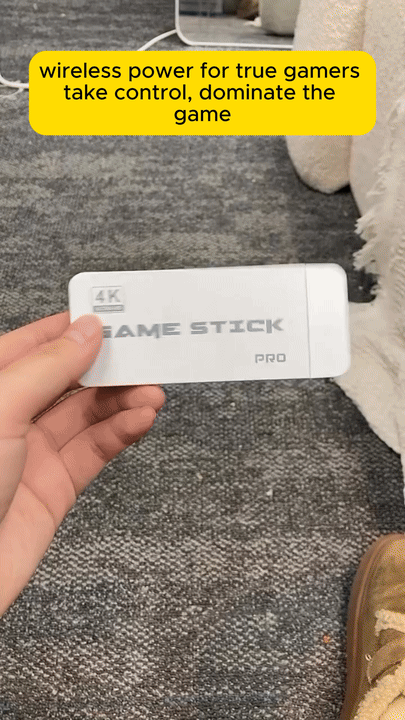 wireless power for true gamers
take control, dominate the
game
4K
GAME STICK
PRO